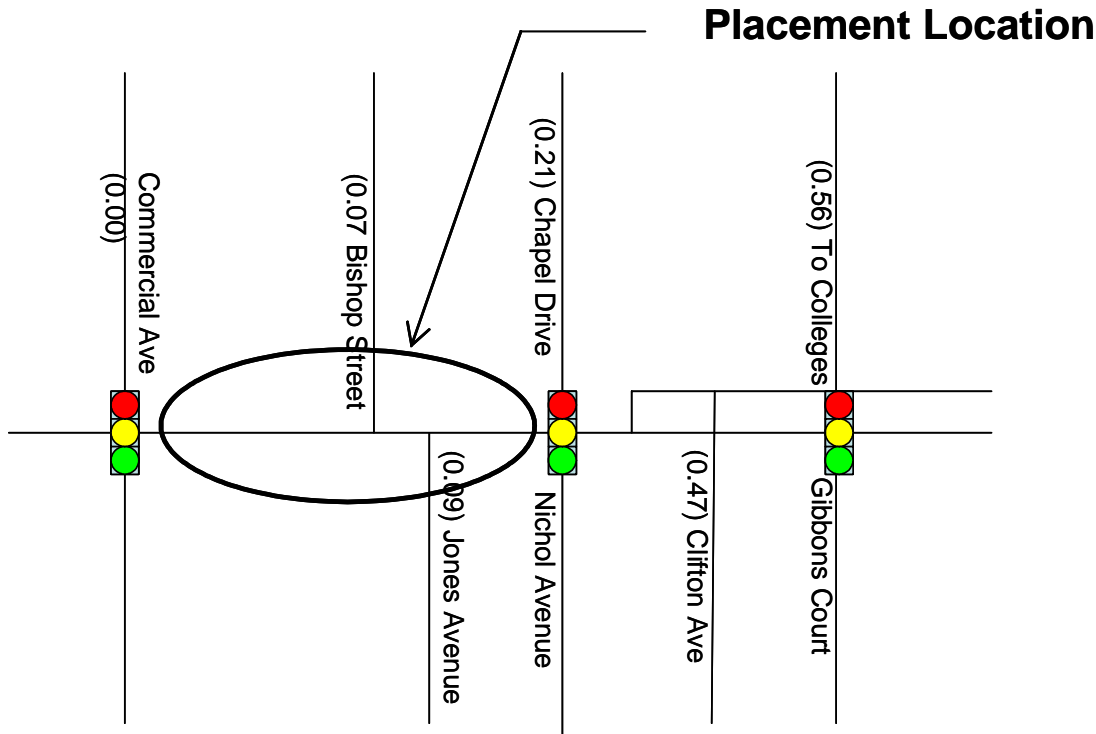 Placement Location
Commercial Ave
(0.00)
(0.07 Bishop Street
(0.21) Chapel Drive
(0.56) To Colleges
(0.09) Jones Avenue
Nichol Avenue
(0.47) Clifton Ave
Gibbons Court